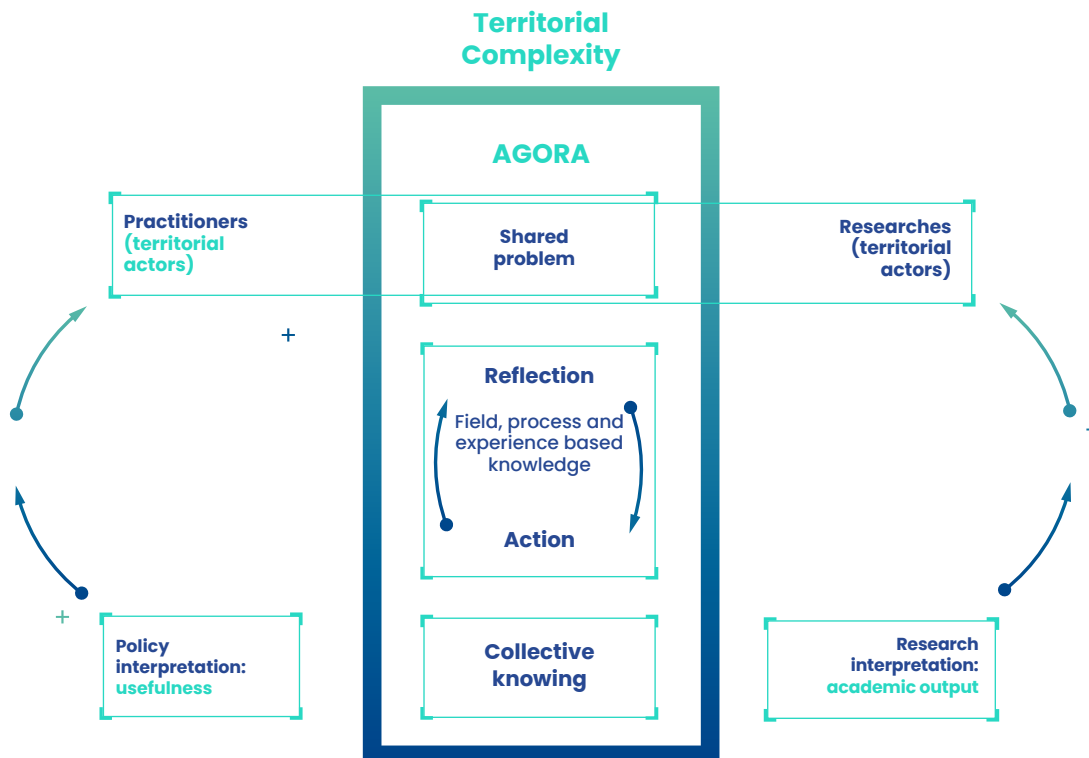 Territorial
Complexity
AGORA
Practitioners
(territorial
actors)
Shared
problem
Researches
(territorial
actors)
+
Reflection
Field, process and
experience based
knowledge
Action
+
Policy
interpretation:
usefulness
Collective
knowing
Research
interpretation:
academic output